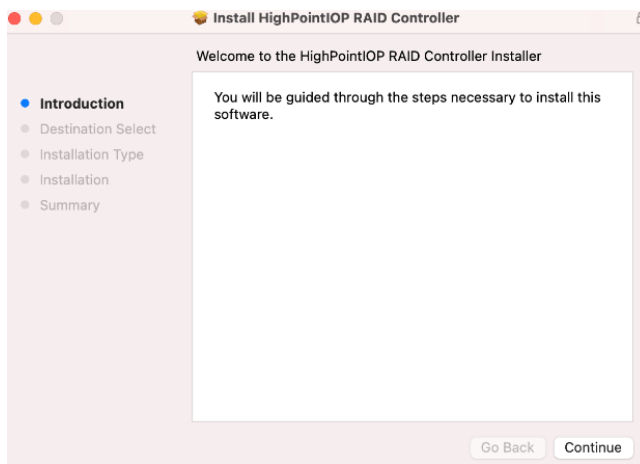 Install HighPointIOP RAID Controller
Welcome to the HighPointIOP RAID Controller Installer
Introduction
Destination Select
Installation Type
Installation
Summary
You will be guided through the steps necessary to install this
software.
Go Back
Continue